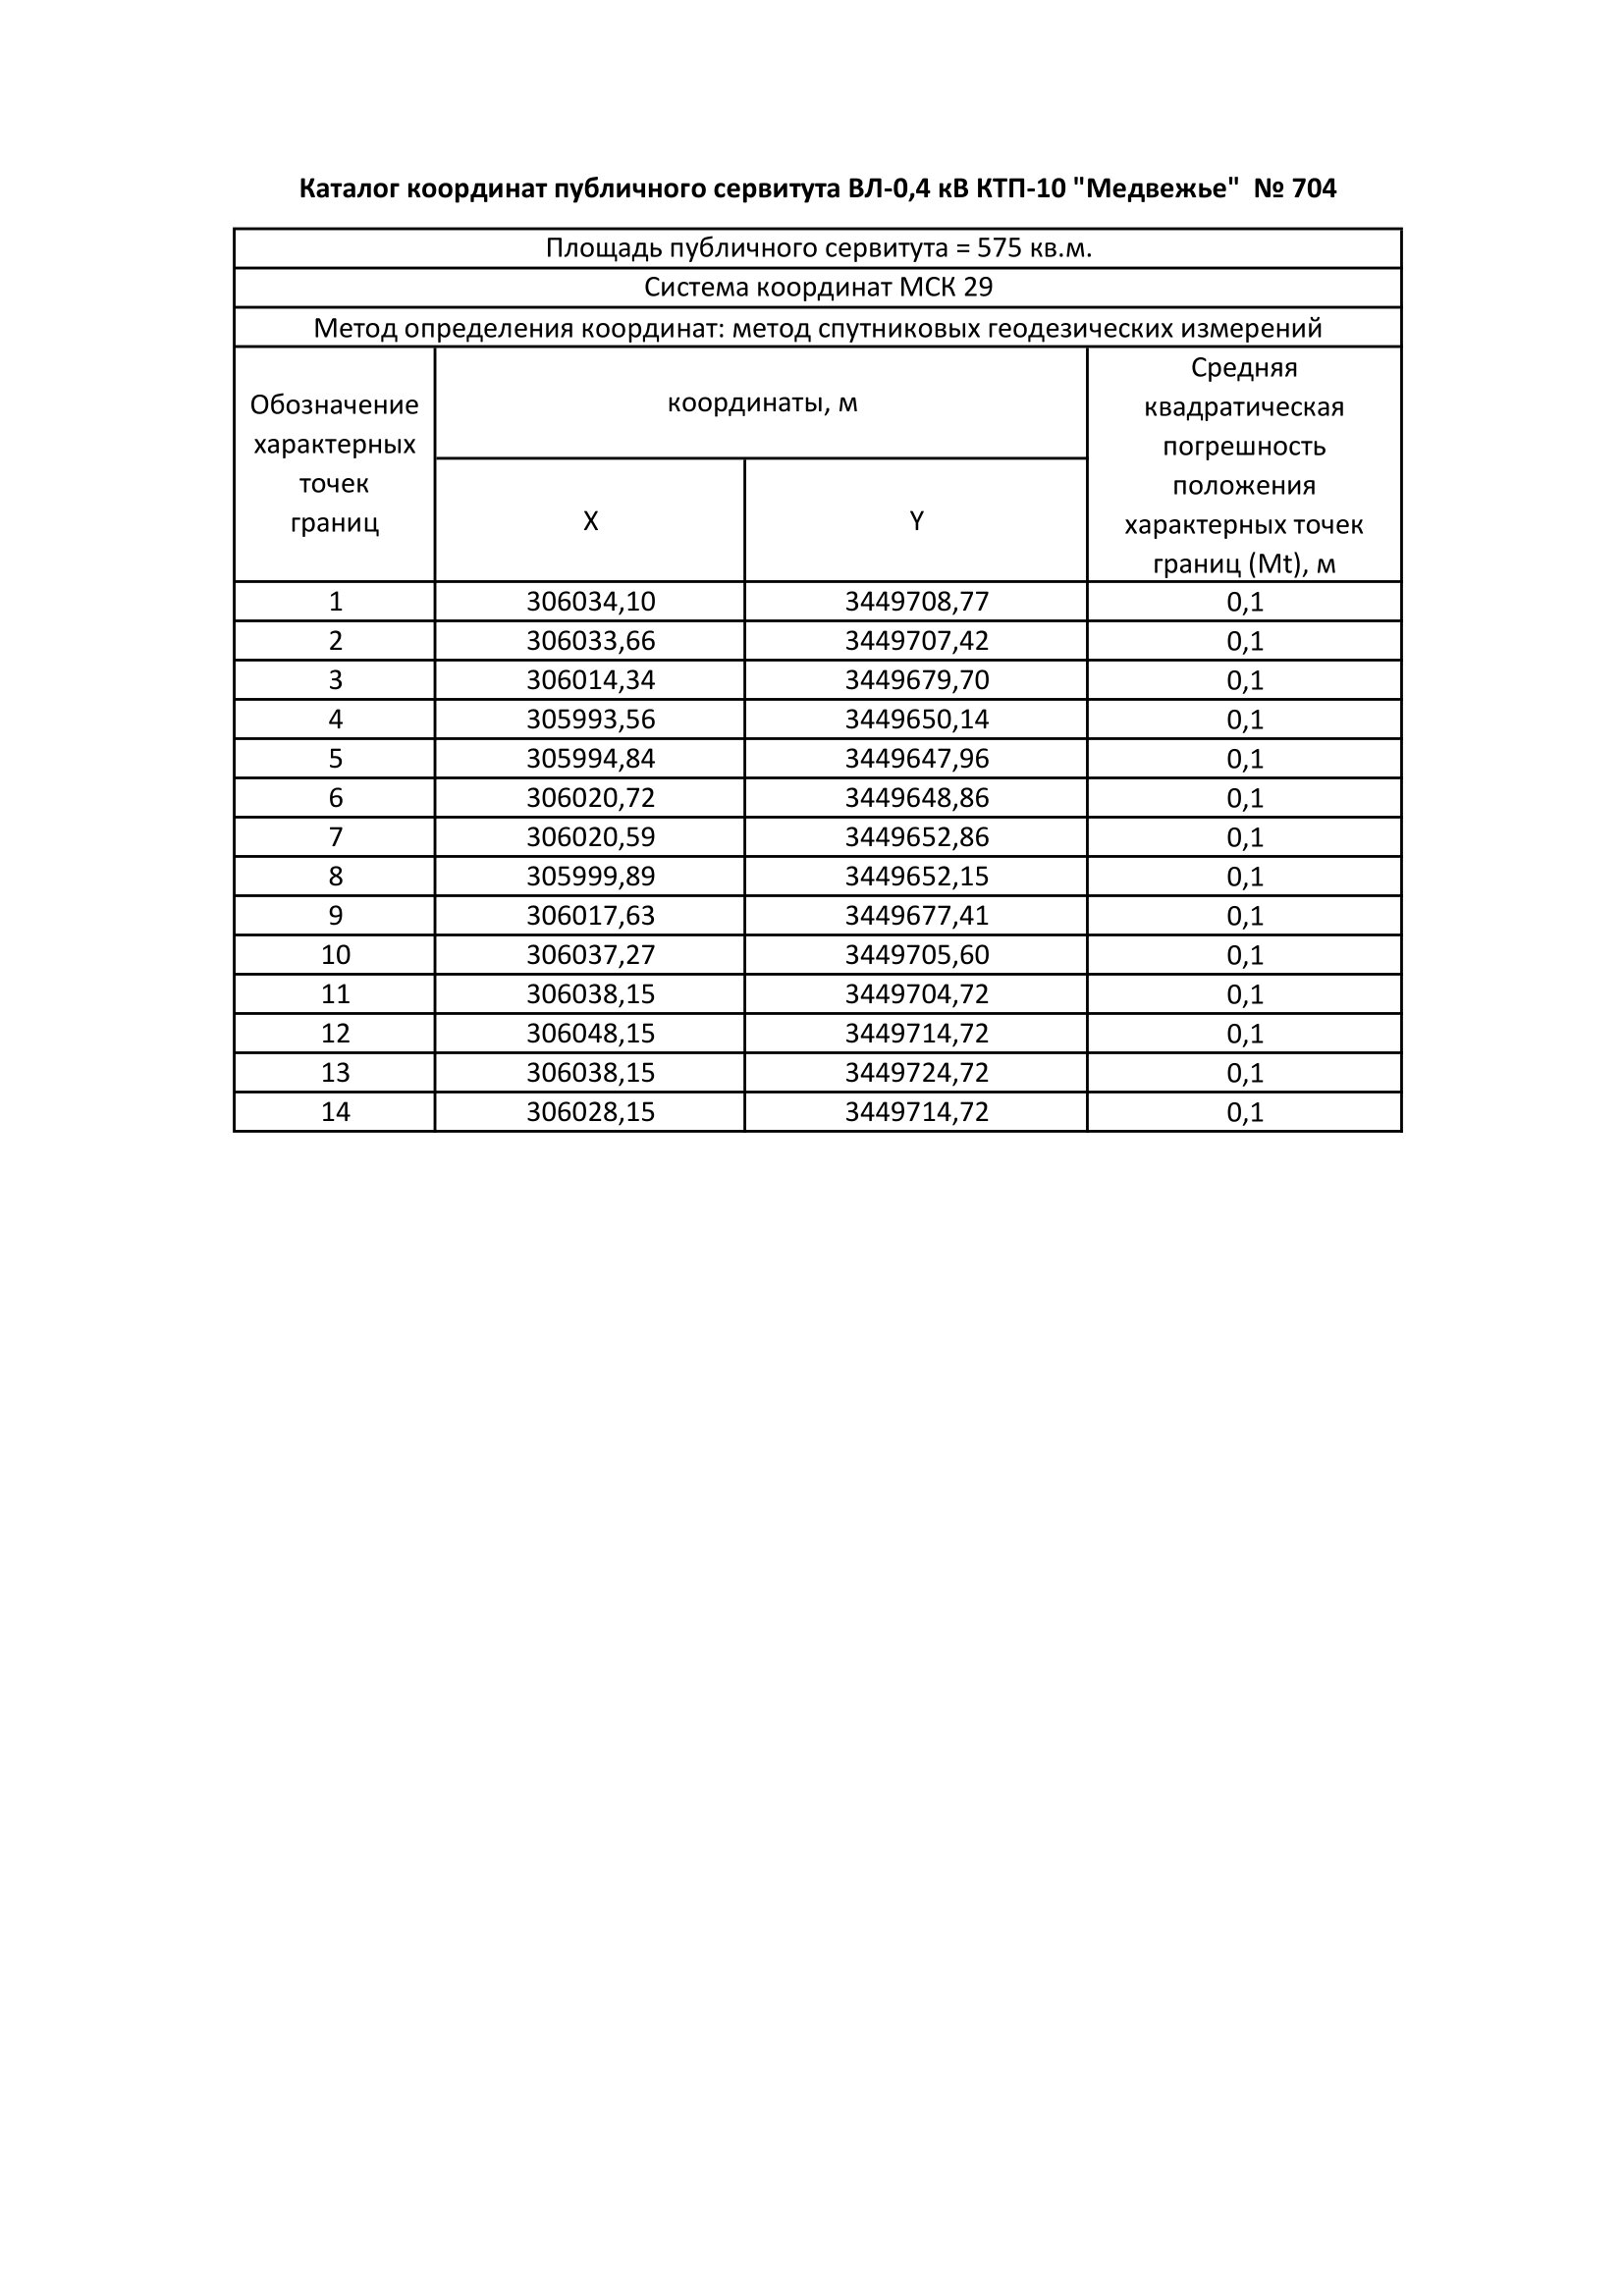 Каталог координат публичного сервитута ВЛ-0,4 кВ КТП-10 "Медвежье"  № 704
Площадь публичного сервитута = 575 кв.м.
Система координат МСК 29
Метод определения координат: метод спутниковых геодезических измерений
Обозначение
характерных
точек
границ
координаты, м
X
Y
Средняя
квадратическая
погрешность
положения
характерных точек
границ (Mt), м
1 306034,10 3449708,77 0,1
2 306033,66 3449707,42 0,1
3 306014,34 3449679,70 0,1
4 305993,56 3449650,14 0,1
5 305994,84 3449647,96 0,1
6 306020,72 3449648,86 0,1
7 306020,59 3449652,86 0,1
8 305999,89 3449652,15 0,1
9 306017,63 3449677,41 0,1
10 306037,27 3449705,60 0,1
11 306038,15 3449704,72 0,1
12 306048,15 3449714,72 0,1
13 306038,15 3449724,72 0,1
14 306028,15 3449714,72 0,1